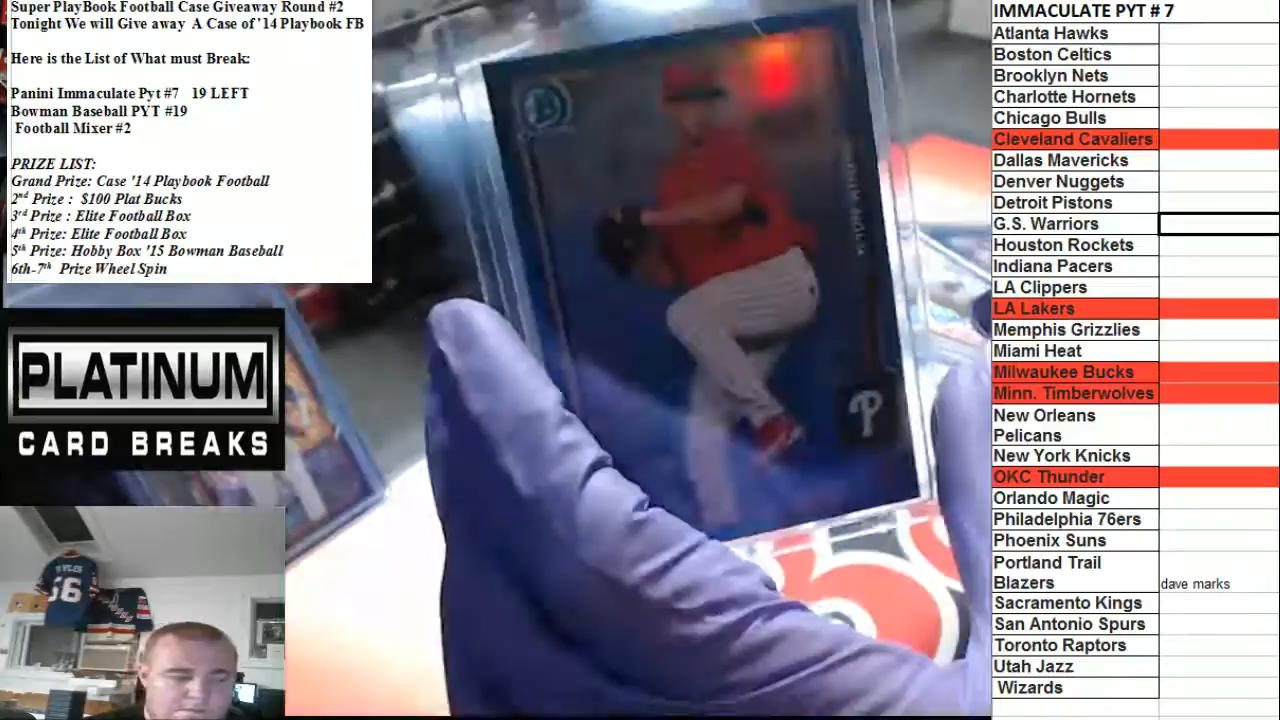 Super PlayBook Football Case Giveaway Round #2
Tonight We will Give away A Case of '14 Playbook FB
Here is the List of What must Break:
Panini Immaculate Pyt #7 19 LEFT
Bowman Baseball PYT #19
Football Mixer #2
PRIZE LIST:
Grand Prize: Case '14 Playbook Football
2nd Prize : $100 Plat Bucks
3rd Prize : Elite Football Box
4th Prize: Elite Football Box
5th Prize: Hobby Box '15 Bowman Baseball
6th-7th Prize Wheel Spin
PLATINUM
CARD BREAKS
56
B
P
IMMACULATE PYT # 7
Atlanta Hawks
Boston Celtics
Brooklyn Nets
Charlotte Hornets
Chicago Bulls
Cleveland Cavaliers
Dallas Mavericks
Denver Nuggets
Detroit Pistons
G.S. Warriors
Houston Rockets
Indiana Pacers
LA Clippers
LA Lakers
Memphis Grizzlies
Miami Heat
Milwaukee Bucks
Minn. Timberwolves
New Orleans
Pelicans
New York Knicks
OKC Thunder
Orlando Magic
Philadelphia 76ers
Phoenix Suns
Portland Trail
Blazers dave marks
Sacramento Kings
San Antonio Spurs
Toronto Raptors
Utah Jazz
Wizards